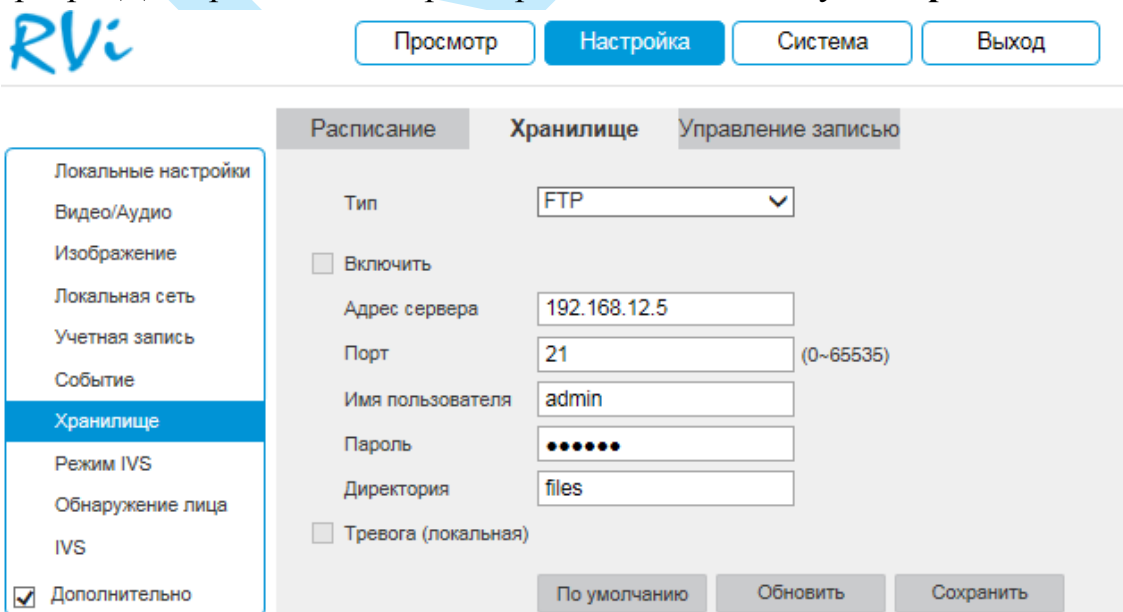 RVi
Просмотр Настройка Система Выход
Расписание Хранилище Управление записью
Локальные настройки
Видео/Аудио
Изображение
Локальная сеть
Учетная запись
Событие
Хранилище
Режим IVS
Обнаружение лица
IVS
Дополнительно
Тип FTP
Включить
Адрес сервера 192.168.12.5
Порт 21 (0~65535)
Имя пользователя admin
Пароль ●●●●●●
Директория files
Тревога (локальная)
По умолчанию Обновить Сохранить